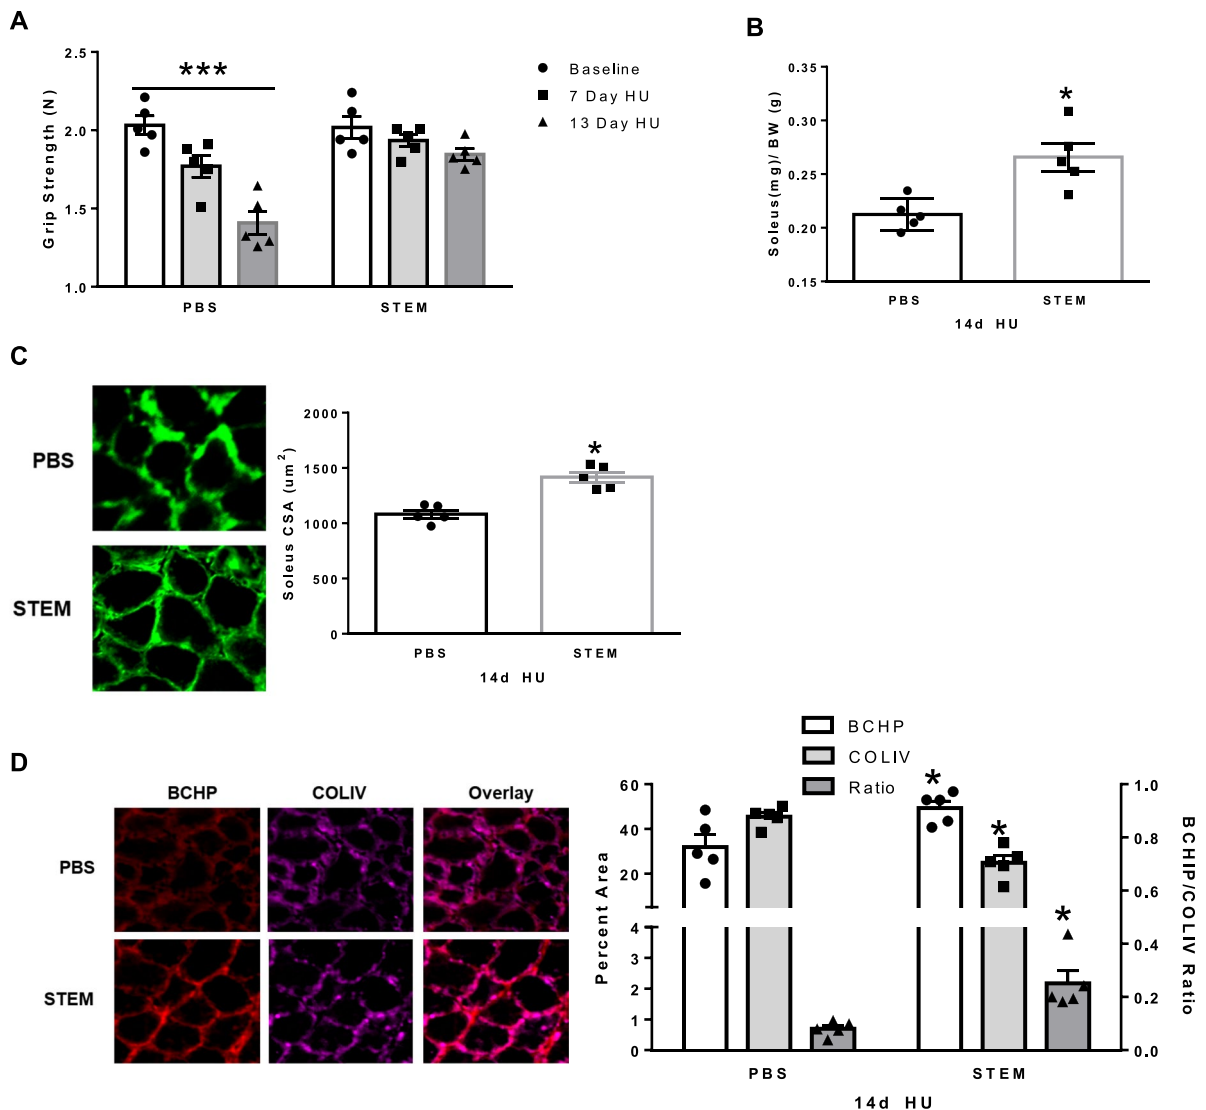 A
Grip Strength (N)
2.5
2.0
1.5
1.0
***
PBS
STEM
Baseline
7 Day HU
13 Day HU
B
Soleus(mg)/ BW (g)
0.35
0.30
0.25
0.20
0.15
*
PBS
STEM
14d HU
C
PBS
STEM
Soleus CSA (um2)
2000
1500
1000
500
0
*
PBS
STEM
14d HU
D
BCHP
COLIV
Overlay
PBS
STEM
BCHP
COLIV
Ratio
Percent Area
60
40
20
4
3
2
1
0
*
*
*
1.0
0.8
0.6
0.4
0.2
0.0
BCHIP/COLIV Ratio
PBS
STEM
14d HU